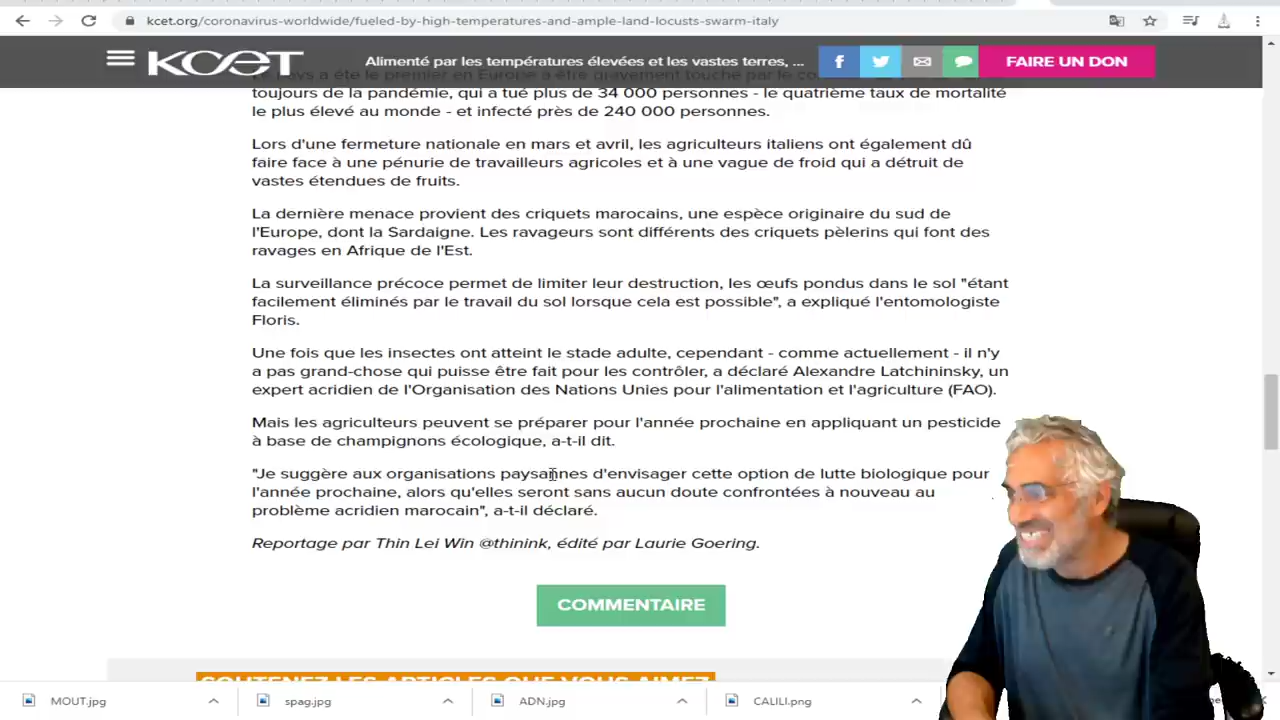 kcet.org/coronavirus-worldwide/fueled-by-high-temperatures-and-ample-land-locusts-swarm-italy
KCET
Alimenté par les températures élevées et les vastes terres, ...
FAIRE UN DON
toujours de la pandémie, qui a tué plus de 34 000 personnes - le quatrième taux de mortalité
le plus élevé au monde - et infecté près de 240 000 personnes.
Lors d'une fermeture nationale en mars et avril, les agriculteurs italiens ont également dû
faire face à une pénurie de travailleurs agricoles et à une vague de froid qui a détruit de
vastes étendues de fruits.
La dernière menace provient des criquets marocains, une espèce originaire du sud de
l'Europe, dont la Sardaigne. Les ravageurs sont différents des criquets pèlerins qui font des
ravages en Afrique de l'Est.
La surveillance précoce permet de limiter leur destruction, les œufs pondus dans le sol "étant
facilement éliminés par le travail du sol lorsque cela est possible", a expliqué l'entomologiste
Floris.
Une fois que les insectes ont atteint le stade adulte, cependant - comme actuellement - il n'y
a pas grand-chose qui puisse être fait pour les contrôler, a déclaré Alexandre Latchininsky, un
expert acridien de l'Organisation des Nations Unies pour l'alimentation et l'agriculture (FAO).
Mais les agriculteurs peuvent se préparer pour l'année prochaine en appliquant un pesticide
à base de champignons écologique, a-t-il dit.
"Je suggère aux organisations paysannes d'envisager cette option de lutte biologique pour
l'année prochaine, alors qu'elles seront sans aucun doute confrontées à nouveau au
problème acridien marocain", a-t-il déclaré.
Reportage par Thin Lei Win @thinink, édité par Laurie Goering.
COMMENTAIRE
SOUTENEZ LES ARTICLES QUE VOUS AIMEZ
MOUT.jpg
spag.jpg
ADN.jpg
CALILI.png